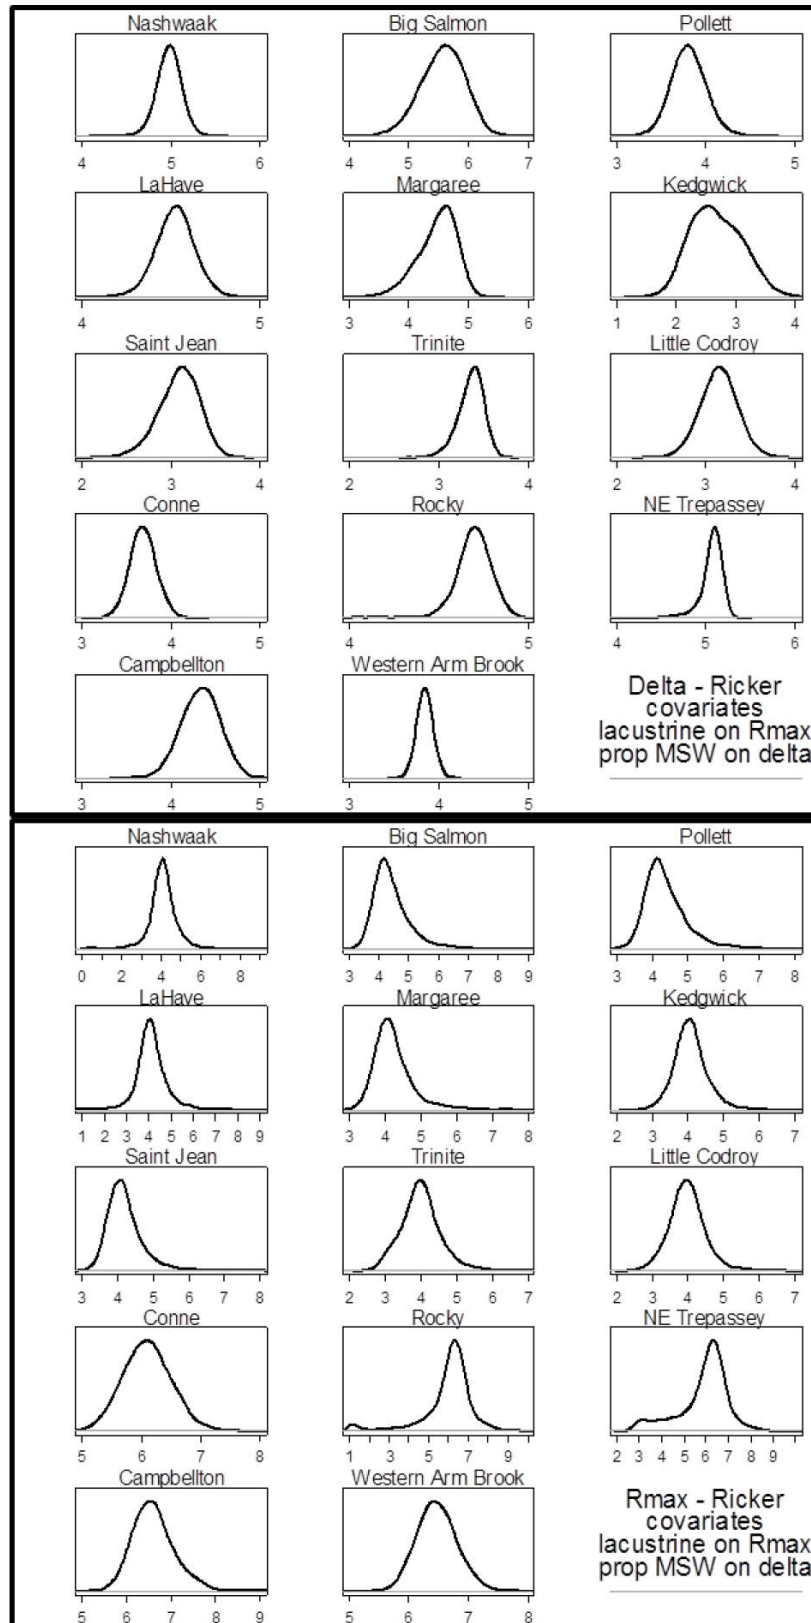 Nashwaak Big Salmon Pollett
4 5 6 4 5 6 7 3 4 5
LaHave Margaree Kedgwick
4 5 3 4 5 6 1 2 3 4
Saint Jean Trinite Little Codroy
2 3 4 2 3 4 2 3 4
Conne Rocky NE Trepassey
3 4 5 4 5 4 5 6
Campbellton Western Arm Brook
3 4 5 3 4 5
Delta - Ricker
covariates
lacustrine on Rmax
prop MSW on delta
Nashwaak Big Salmon Pollett
0 2 4 6 8 3 4 5 6 7 8 9 3 4 5 6 7 8
LaHave Margaree Kedgwick
1 2 3 4 5 6 7 8 9 3 4 5 6 7 8 2 3 4 5 6 7
Saint Jean Trinite Little Codroy
3 4 5 6 7 8 2 3 4 5 6 7 2 3 4 5 6 7
Conne Rocky NE Trepassey
5 6 7 8 1 3 5 6 7 9 2 3 4 5 6 7 8 9
Campbellton Western Arm Brook
5 6 7 8 9 5 6 7 8
Rmax - Ricker
covariates
lacustrine on Rmax
prop MSW on delta